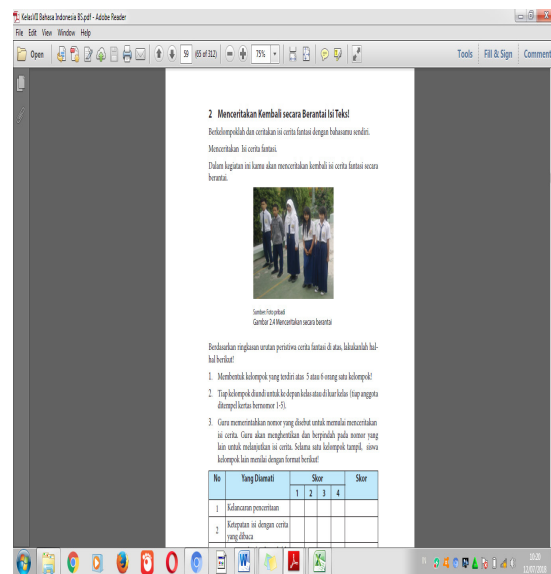 KelasVII Bahasa Indonesia BS.pdf - Adobe Reader
File Edit View Window Help
Open
59
(65 of 312)
75%
Tools
Fill & Sign
Comment
2 Menceritakan Kembali secara Berantai Isi Teks!
Berkelompoklah dan ceritakan isi cerita fantasi dengan bahasamu sendiri.
Menceritakan Isi cerita fantasi.
Dalam kegiatan ini kamu akan menceritakan kembali isi cerita fantasi secara
berantai.
Sumber: Foto pribadi
Gambar 2.4 Menceritakan secara berantai
Berdasarkan ringkasan urutan peristiwa cerita fantasi di atas, lakukanlah hal-
hal berikut!
1. Membentuk kelompok yang terdiri atas 5 atau 6 orang satu kelompok!
2. Tiap kelompok diundi untuk ke depan kelas atau di luar kelas (tiap anggota
ditempel kertas bernomor 1-5).
3. Guru memerintahkan nomor yang disebut untuk memulai menceritakan
isi cerita. Guru akan menghentikan dan berpindah pada nomor yang
lain untuk melanjutkan isi cerita. Selama satu kelompok tampil, siswa
kelompok lain menilai dengan format berikut!
No Yang Diamati Skor Skor
1 2 3 4
1 Kelancaran penceritaan
2 Ketepatan isi dengan cerita
yang dibaca
IN
10:20
12/07/2018